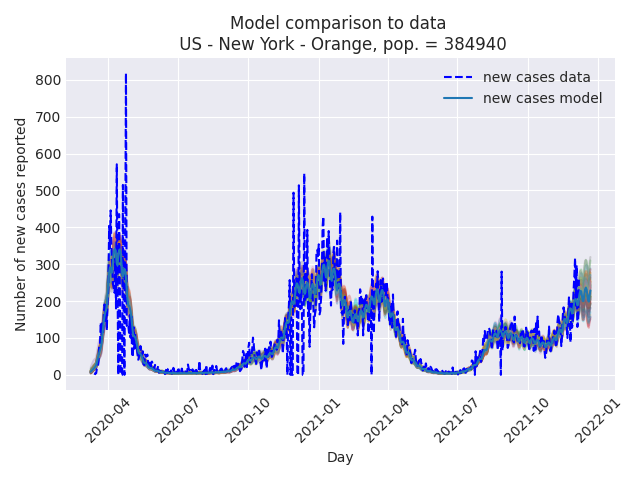 Model comparison to data
US - New York - Orange, pop. = 384940
new cases data
new cases model
Number of new cases reported
800
700
600
500
400
300
200
100
0
2020-04
2020-07
2020-10
2021-01
2021-04
2021-07
2021-10
2022-01
Day